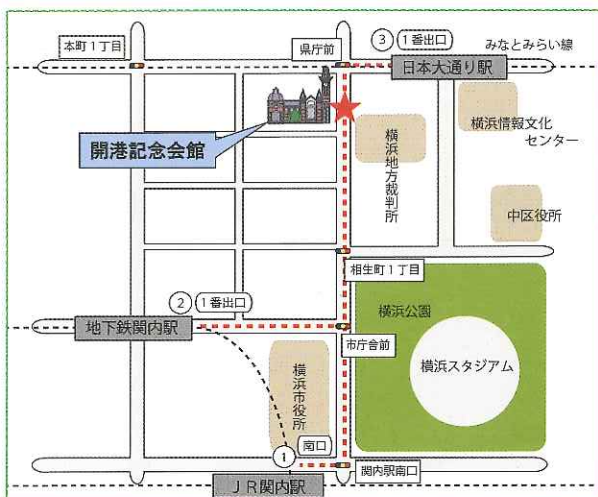 本町1丁目
県庁前
③
1番出口
みなとみらい線
日本大通り駅
開港記念会館
横浜地方裁判所
横浜情報文化
センター
中区役所
相生町1丁目
②
1番出口
地下鉄関内駅
市庁舎前
横浜公園
横浜スタジアム
横浜市役所
①
南口
関内駅南口
JR関内駅